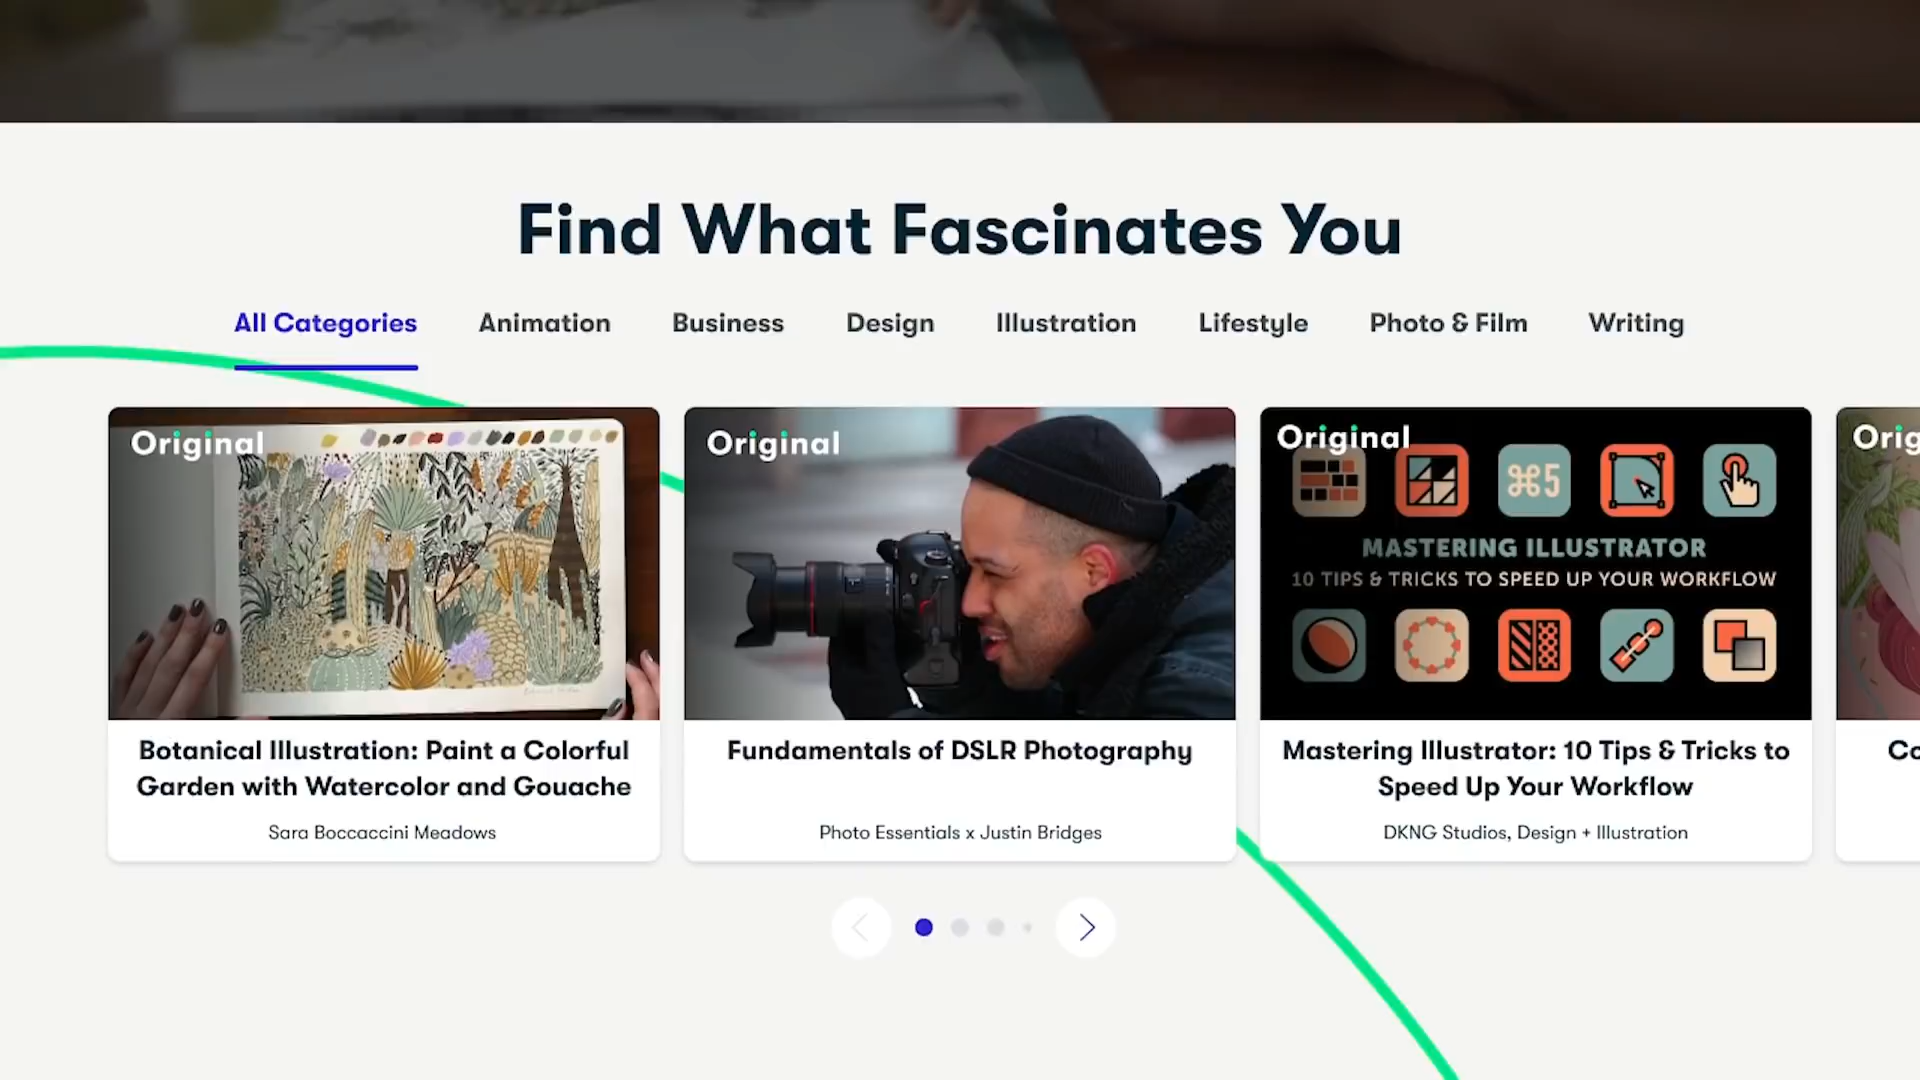 Find What Fascinates You
All Categories Animation Business Design Illustration Lifestyle Photo & Film Writing
Original
Botanical Illustration: Paint a Colorful
Garden with Watercolor and Gouache
Sara Boccaccini Meadows
Original
Fundamentals of DSLR Photography
Photo Essentials x Justin Bridges
Original
⌘5
MASTERING ILLUSTRATOR
10 TIPS & TRICKS TO SPEED UP YOUR WORKFLOW
Mastering Illustrator: 10 Tips & Tricks to
Speed Up Your Workflow
DKNG Studios, Design + Illustration
Orig
Co